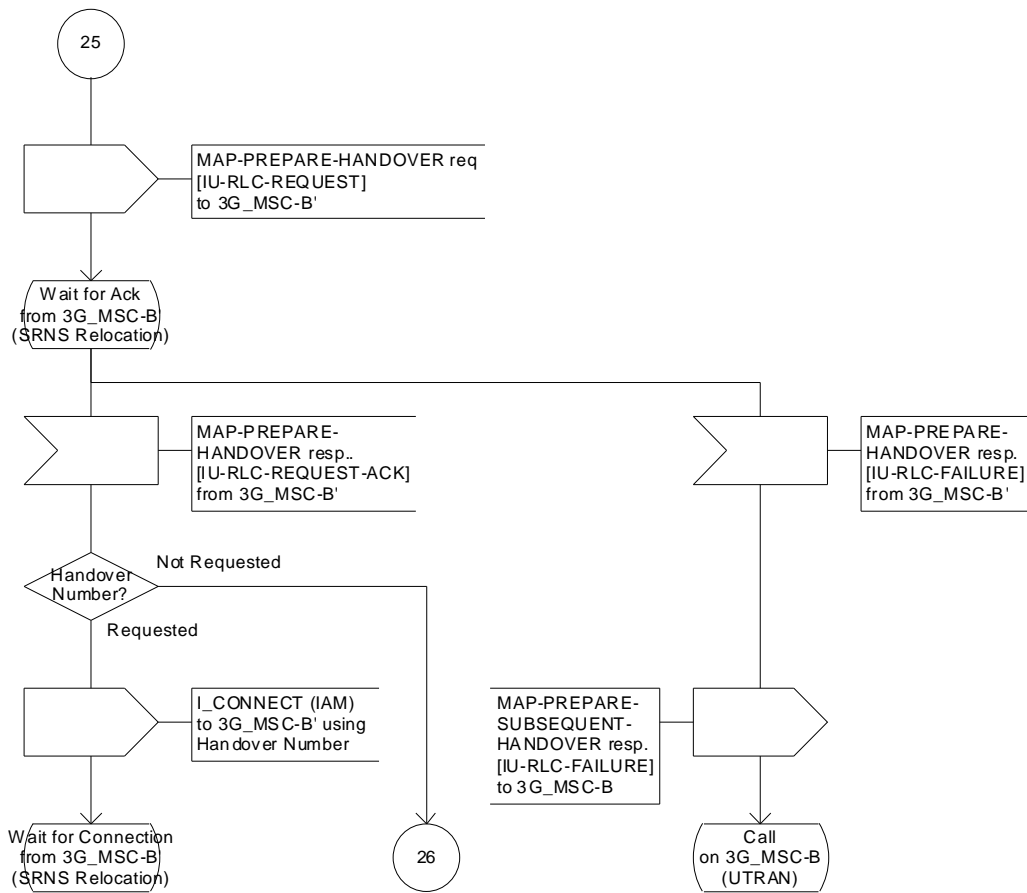 25
MAP-PREPARE-HANDOVER req
[IU-RLC-REQUEST]
to 3G_MSC-B'
Wait for Ack
from 3G_MSC-B'
(SRNS Relocation)
MAP-PREPARE-
HANDOVER resp..
[IU-RLC-REQUEST-ACK]
from 3G_MSC-B'
MAP-PREPARE-
HANDOVER resp.
[IU-RLC-FAILURE]
from 3G_MSC-B'
Handover
Number?
Not Requested
Requested
I_CONNECT (IAM)
to 3G_MSC-B' using
Handover Number
MAP-PREPARE-
SUBSEQUENT-
HANDOVER resp.
[IU-RLC-FAILURE]
to 3G_MSC-B
Wait for Connection
from 3G_MSC-B'
(SRNS Relocation)
26
Call
on 3G_MSC-B
(UTRAN)